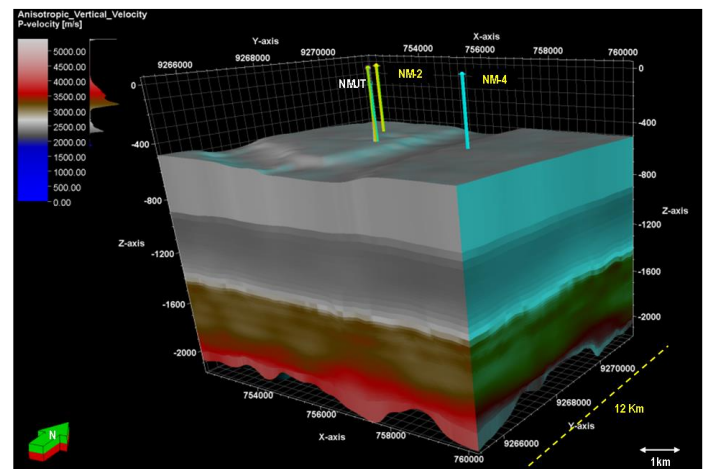 Anisotropic_Vertical_Velocity
P-velocity [m/s]
5000.00
4500.00
4000.00
3500.00
3000.00
2500.00
2000.00
1500.00
1000.00
500.00
0.00
Y-axis
X-axis
9266000
9268000
9270000
754000
756000
758000
760000
0
0
NMJT
NM-2
NM-4
-400
-400
-800
-800
Z-axis
-1200
Z-axis
-1200
-1600
-1600
-2000
-2000
754000
756000
X-axis
758000
760000
9270000
9268000
Y-axis
9266000
12 Km
N
1km